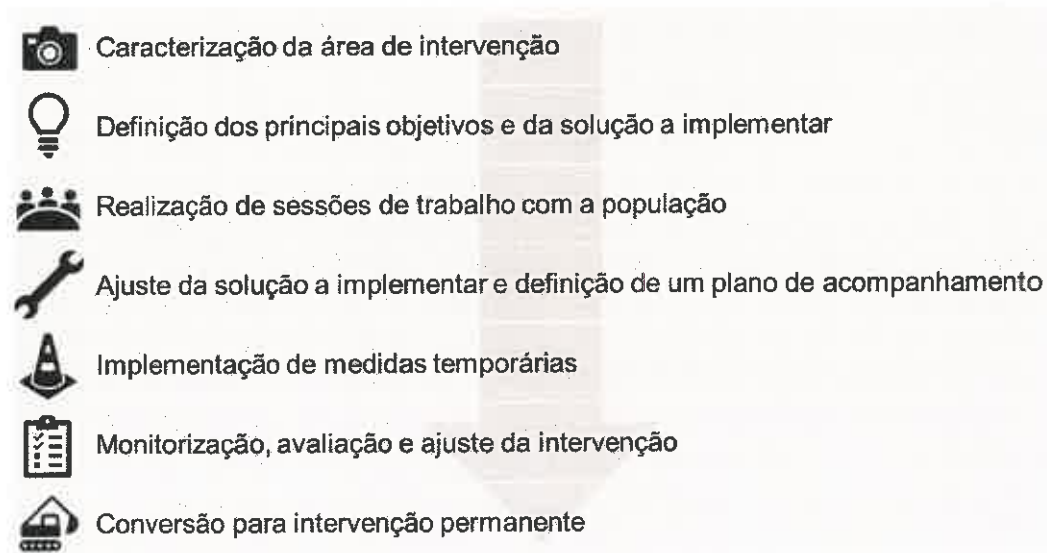 Caracterização da área de intervenção
Definição dos principais objetivos e da solução a implementar
Realização de sessões de trabalho com a população
Ajuste da solução a implementar e definição de um plano de acompanhamento
Implementação de medidas temporárias
Monitorização, avaliação e ajuste da intervenção
Conversão para intervenção permanente